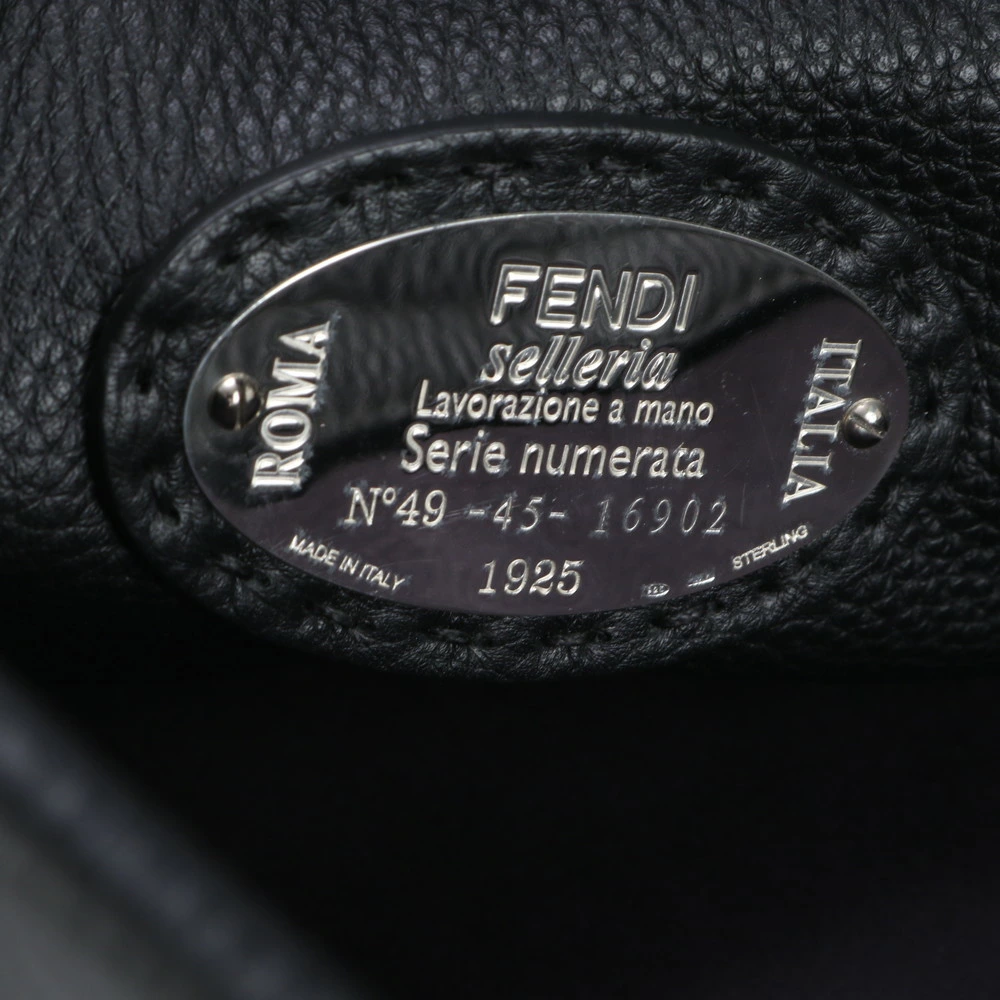 FENDI
selleria
Lavorazione a mano
Serie numerata
N°49 -45- 16902
1925
ROMA
ITALIA
MADE IN ITALY
STERLING